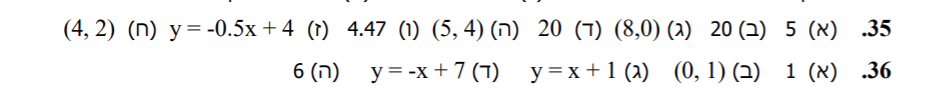 35. (א) 5 (ב) 20 (ג) (8,0) (ד) 20 (ה) (5, 4) (ו) 4.47 (ז) y = -0.5x + 4 (ח) (4, 2)
36. (א) 1 (ב) (0, 1) (ג) y = x + 1 (ד) y = -x + 7 (ה) 6